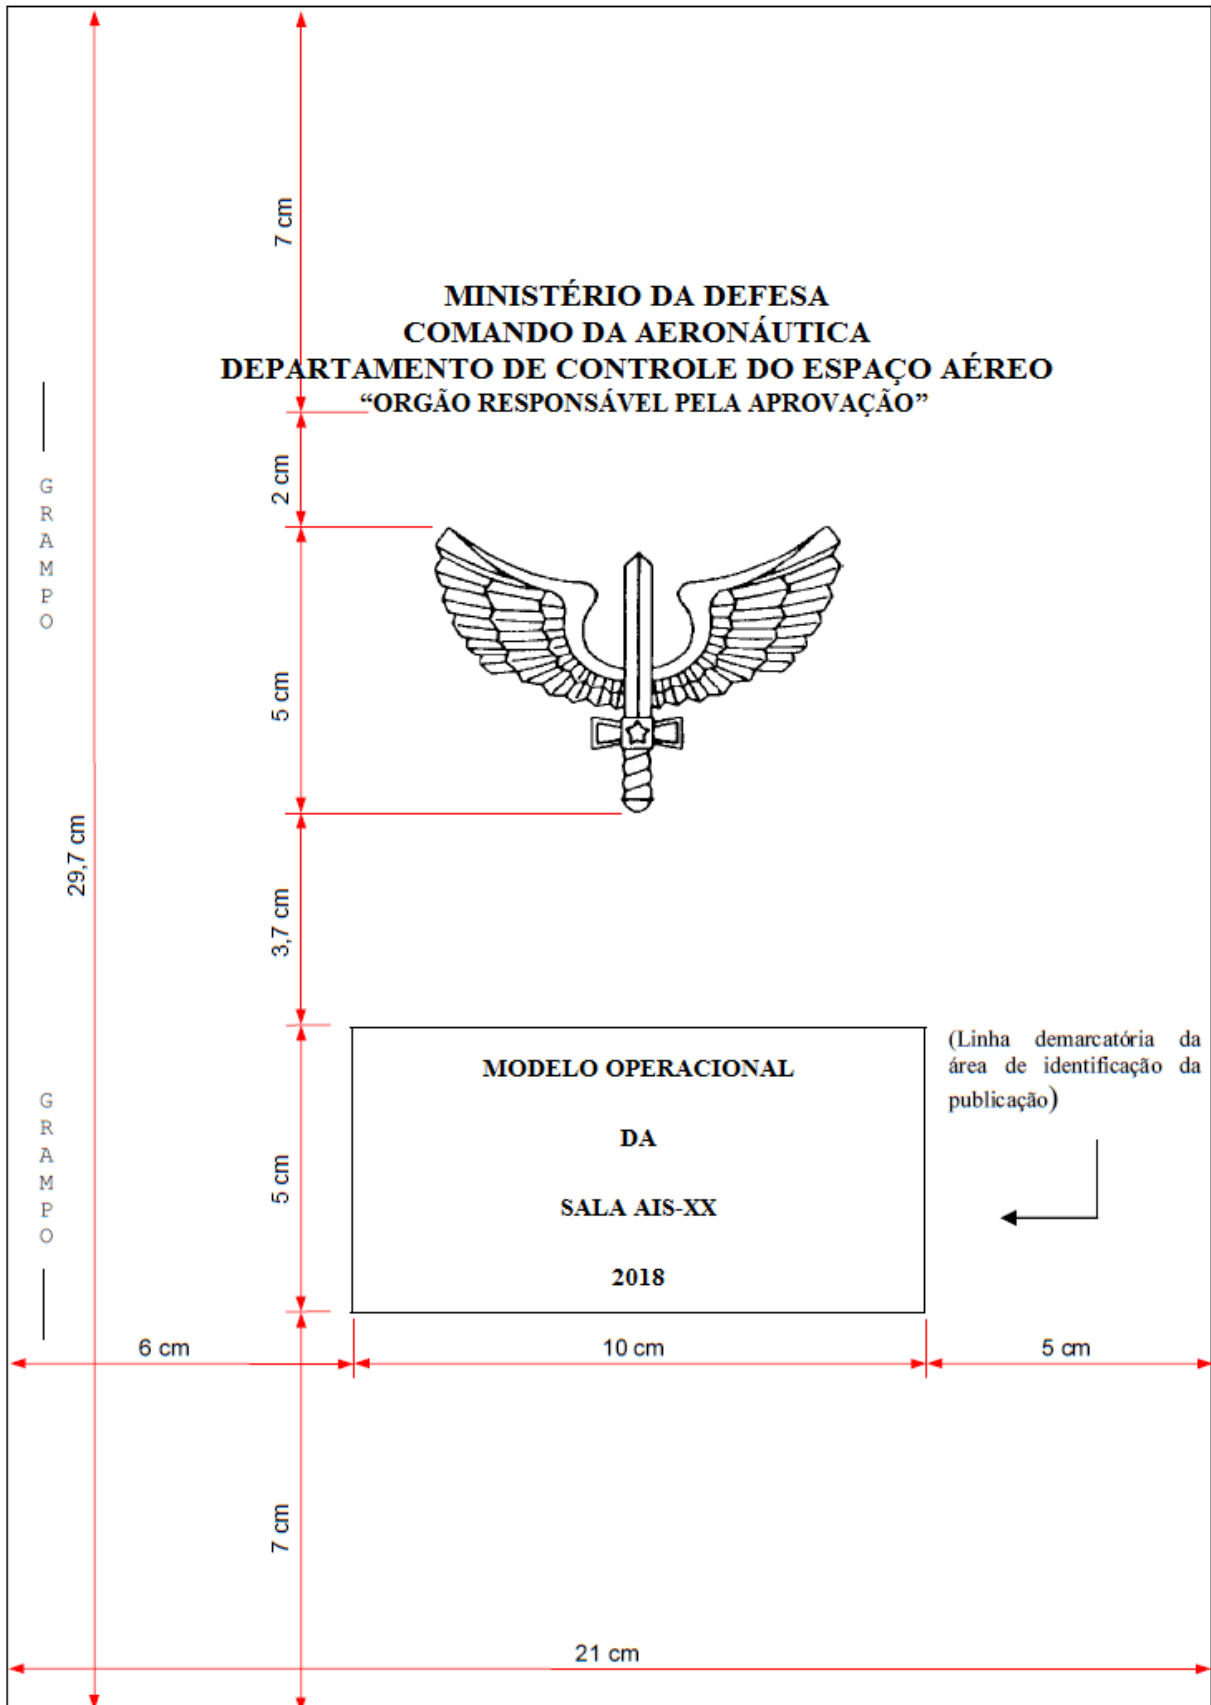 7 cm
MINISTÉRIO DA DEFESA
COMANDO DA AERONÁUTICA
DEPARTAMENTO DE CONTROLE DO ESPAÇO AÉREO
“ORGÃO RESPONSÁVEL PELA APROVAÇÃO”
2 cm
GRAMPO
5 cm
29,7 cm
3,7 cm
(Linha demarcatória da
área de identificação da
publicação)
MODELO OPERACIONAL
DA
SALA AIS-XX
2018
GRAMPO
5 cm
6 cm
10 cm
5 cm
7 cm
21 cm